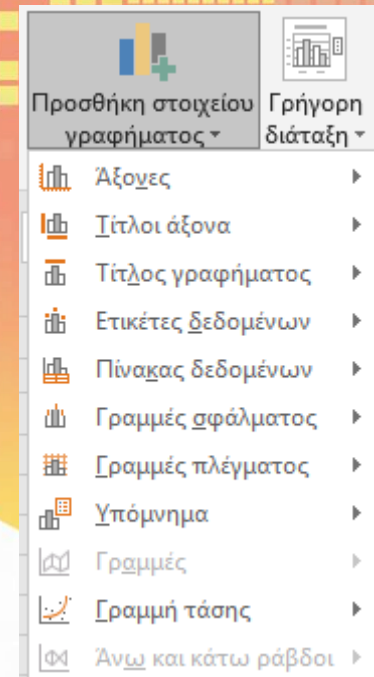 Προσθήκη στοιχείου
γραφήματος
Γρήγορη
διάταξη
Άξονες
Τίτλοι άξονα
Τίτλος γραφήματος
Ετικέτες δεδομένων
Πίνακας δεδομένων
Γραμμές σφάλματος
Γραμμές πλέγματος
Υπόμνημα
Γραμμές
Γραμμή τάσης
Άνω και κάτω ράβδοι